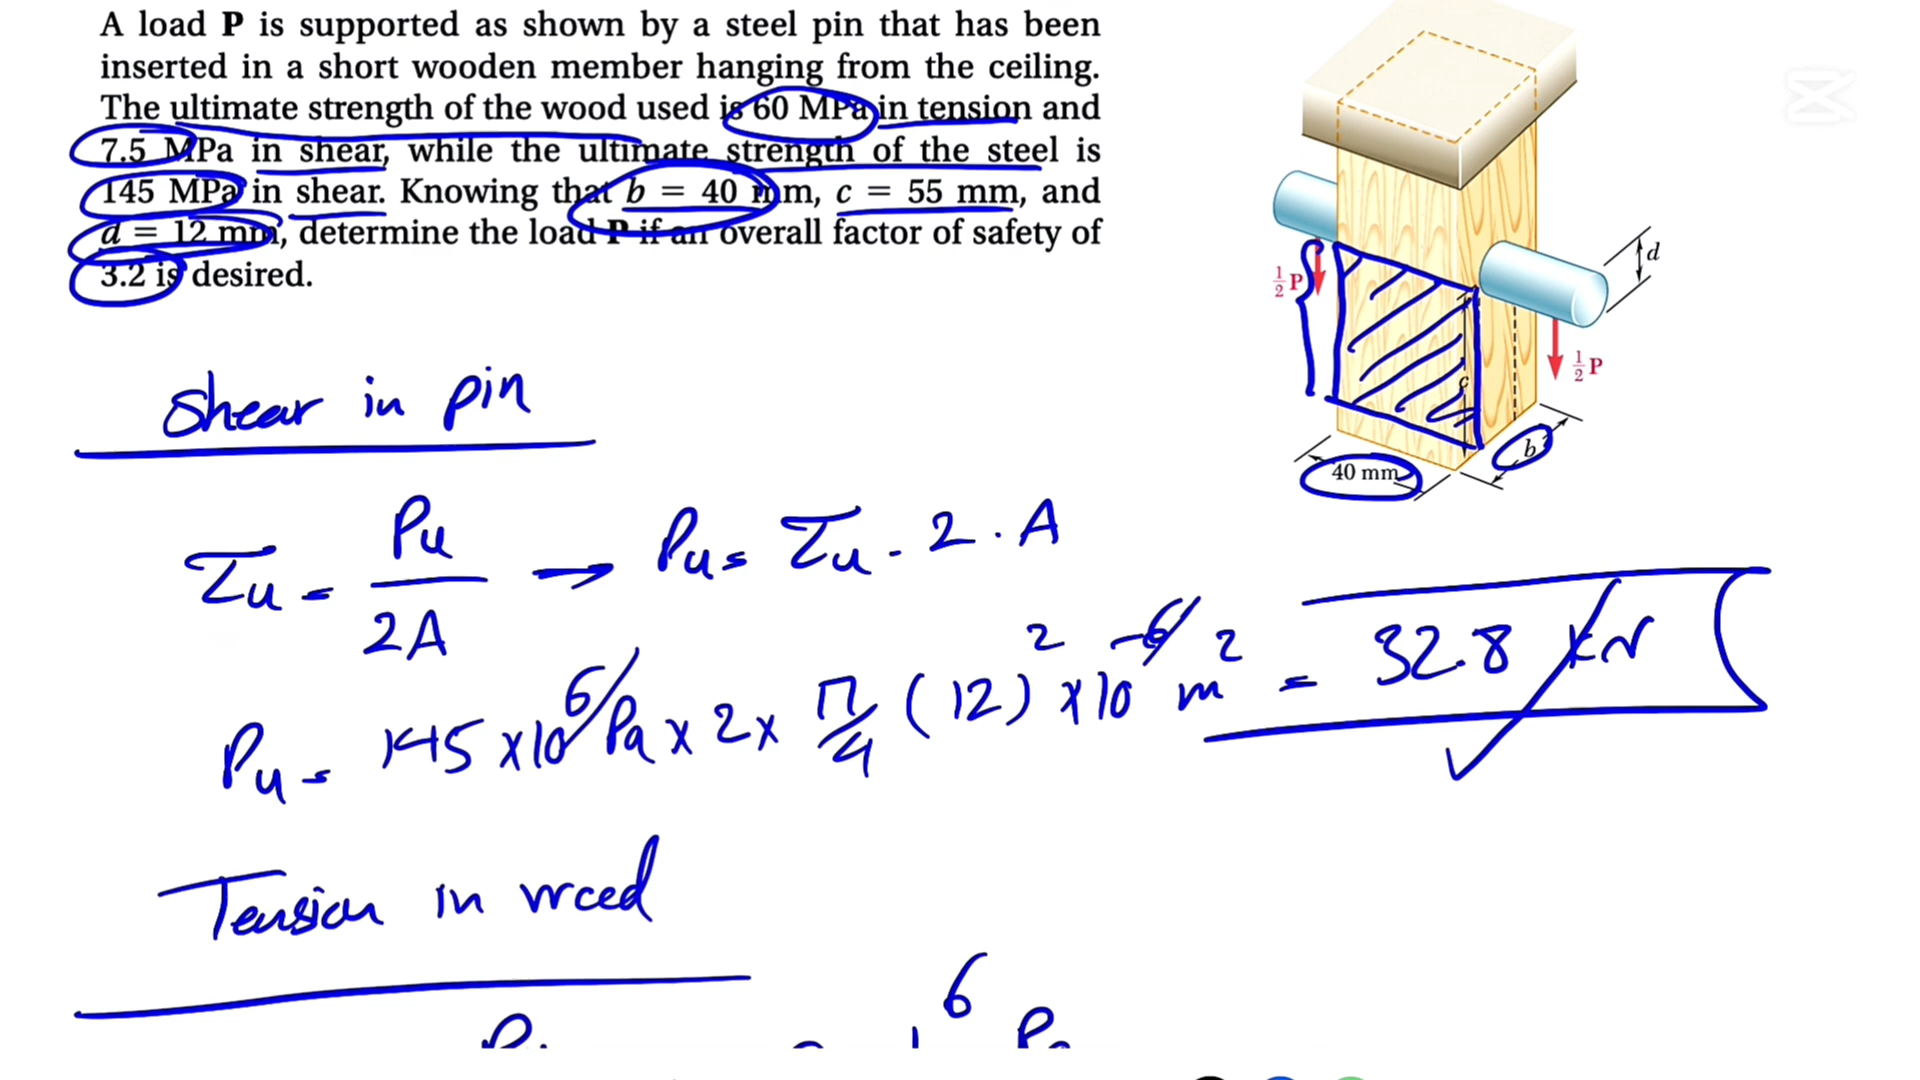 A load P is supported as shown by a steel pin that has been
inserted in a short wooden member hanging from the ceiling.
The ultimate strength of the wood used is 60 MPa in tension and
7.5 MPa in shear, while the ultimate strength of the steel is
145 MPa in shear. Knowing that b = 40 mm, c = 55 mm, and
d = 12 mm, determine the load P if an overall factor of safety of
3.2 is desired.
d
1/2 P
1/2 P
c
40 mm
b
Shear in pin
τu = Pu / 2A → Pu = τu . 2 . A
Pu = 145 x 10^6 Pa x 2 x π/4 (12)^2 x 10^-6 m^2 = 32.8 kN
Tension in wood
6